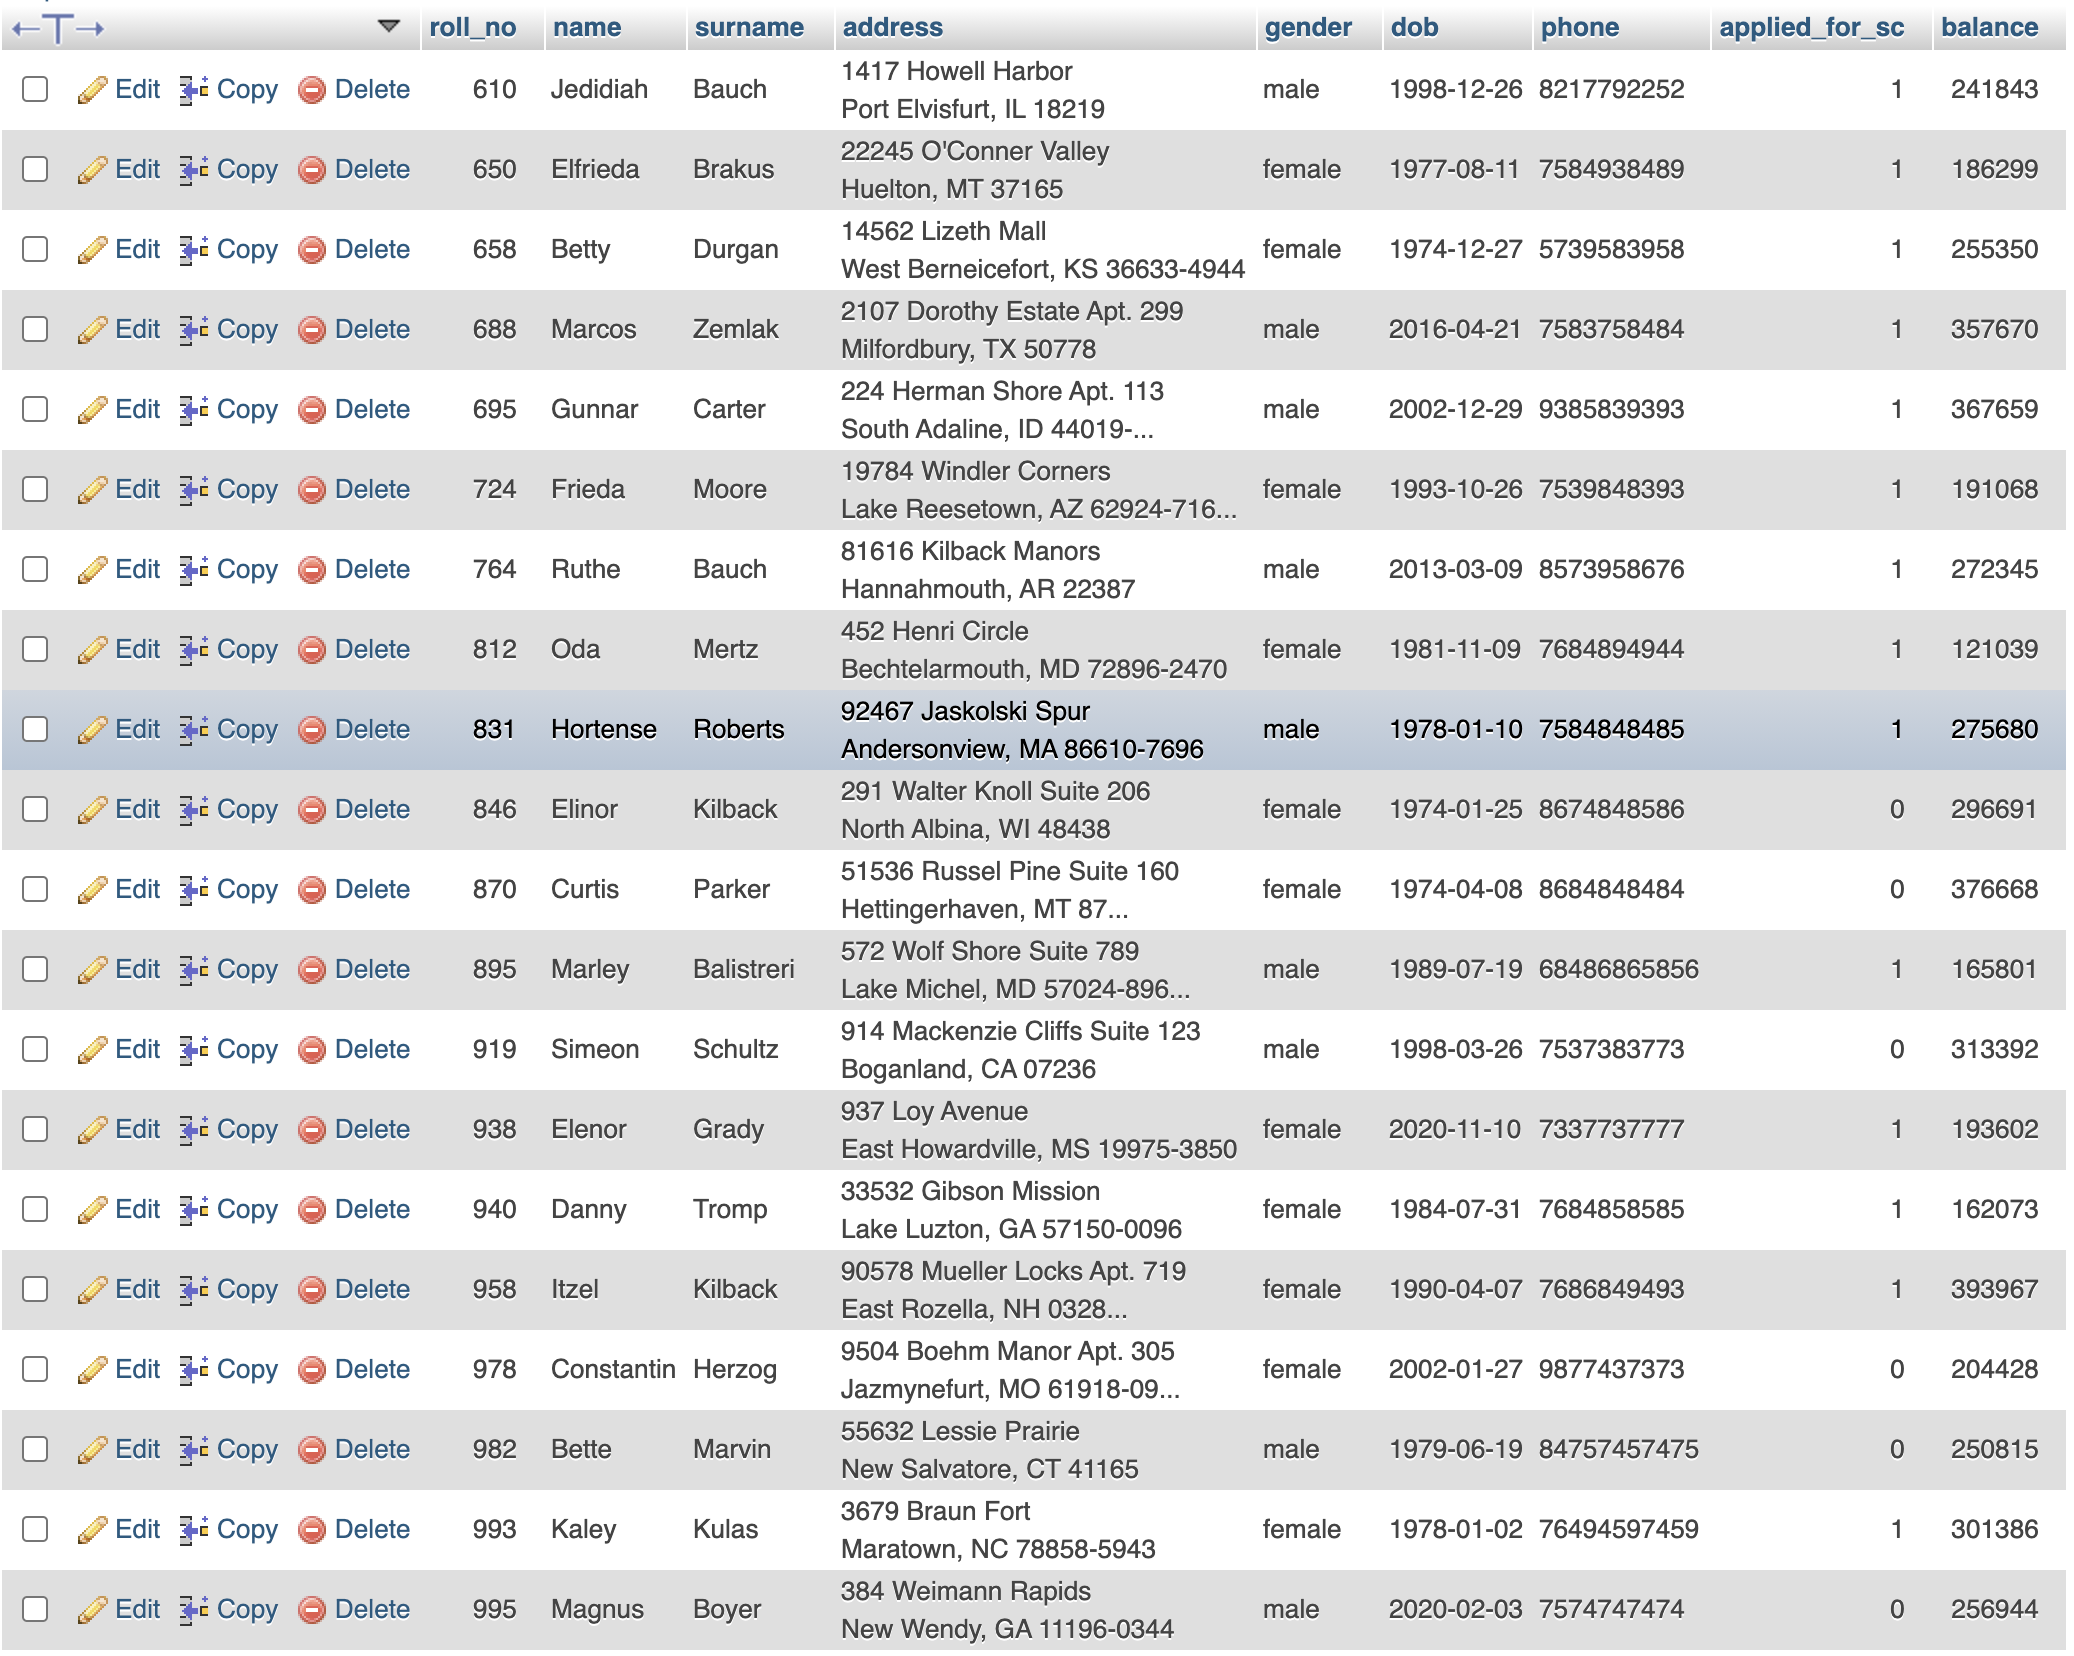 roll_no name surname address gender dob phone applied_for_sc balance
Edit Copy Delete 610 Jedidiah Bauch 1417 Howell Harbor male 1998-12-26 8217792252 1 241843
Port Elvisfurt, IL 18219
Edit Copy Delete 650 Elfrieda Brakus 22245 O'Conner Valley female 1977-08-11 7584938489 1 186299
Huelton, MT 37165
Edit Copy Delete 658 Betty Durgan 14562 Lizeth Mall female 1974-12-27 5739583958 1 255350
West Berneicefort, KS 36633-4944
Edit Copy Delete 688 Marcos Zemlak 2107 Dorothy Estate Apt. 299 male 2016-04-21 7583758484 1 357670
Milfordbury, TX 50778
Edit Copy Delete 695 Gunnar Carter 224 Herman Shore Apt. 113 male 2002-12-29 9385839393 1 367659
South Adaline, ID 44019-...
Edit Copy Delete 724 Frieda Moore 19784 Windler Corners female 1993-10-26 7539848393 1 191068
Lake Reesetown, AZ 62924-716...
Edit Copy Delete 764 Ruthe Bauch 81616 Kilback Manors male 2013-03-09 8573958676 1 272345
Hannahmouth, AR 22387
Edit Copy Delete 812 Oda Mertz 452 Henri Circle female 1981-11-09 7684894944 1 121039
Bechtelarmouth, MD 72896-2470
Edit Copy Delete 831 Hortense Roberts 92467 Jaskolski Spur male 1978-01-10 7584848485 1 275680
Andersonview, MA 86610-7696
Edit Copy Delete 846 Elinor Kilback 291 Walter Knoll Suite 206 female 1974-01-25 8674848586 0 296691
North Albina, WI 48438
Edit Copy Delete 870 Curtis Parker 51536 Russel Pine Suite 160 female 1974-04-08 8684848484 0 376668
Hettingerhaven, MT 87...
Edit Copy Delete 895 Marley Balistreri 572 Wolf Shore Suite 789 male 1989-07-19 68486865856 1 165801
Lake Michel, MD 57024-896...
Edit Copy Delete 919 Simeon Schultz 914 Mackenzie Cliffs Suite 123 male 1998-03-26 7537383773 0 313392
Boganland, CA 07236
Edit Copy Delete 938 Elenor Grady 937 Loy Avenue female 2020-11-10 7337737777 1 193602
East Howardville, MS 19975-3850
Edit Copy Delete 940 Danny Tromp 33532 Gibson Mission female 1984-07-31 7684858585 1 162073
Lake Luzton, GA 57150-0096
Edit Copy Delete 958 Itzel Kilback 90578 Mueller Locks Apt. 719 female 1990-04-07 7686849493 1 393967
East Rozella, NH 0328...
Edit Copy Delete 978 Constantin Herzog 9504 Boehm Manor Apt. 305 female 2002-01-27 9877437373 0 204428
Jazmynefurt, MO 61918-09...
Edit Copy Delete 982 Bette Marvin 55632 Lessie Prairie male 1979-06-19 84757457475 0 250815
New Salvatore, CT 41165
Edit Copy Delete 993 Kaley Kulas 3679 Braun Fort female 1978-01-02 76494597459 1 301386
Maratown, NC 78858-5943
Edit Copy Delete 995 Magnus Boyer 384 Weimann Rapids male 2020-02-03 7574747474 0 256944
New Wendy, GA 11196-0344